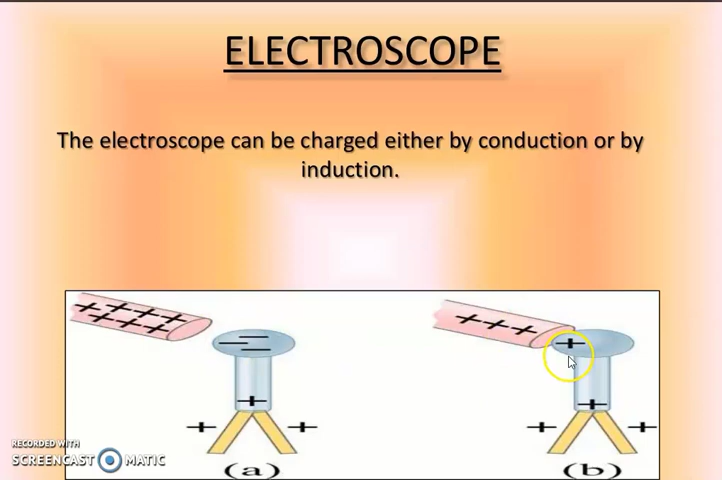 ELECTROSCOPE
The electroscope can be charged either by conduction or by
induction.
+ + + +
+ + + +
+ + +
− − −
+
+
+ +
+ +
+ +
(a) (b)
RECORDED WITH
SCREENCAST MATIC